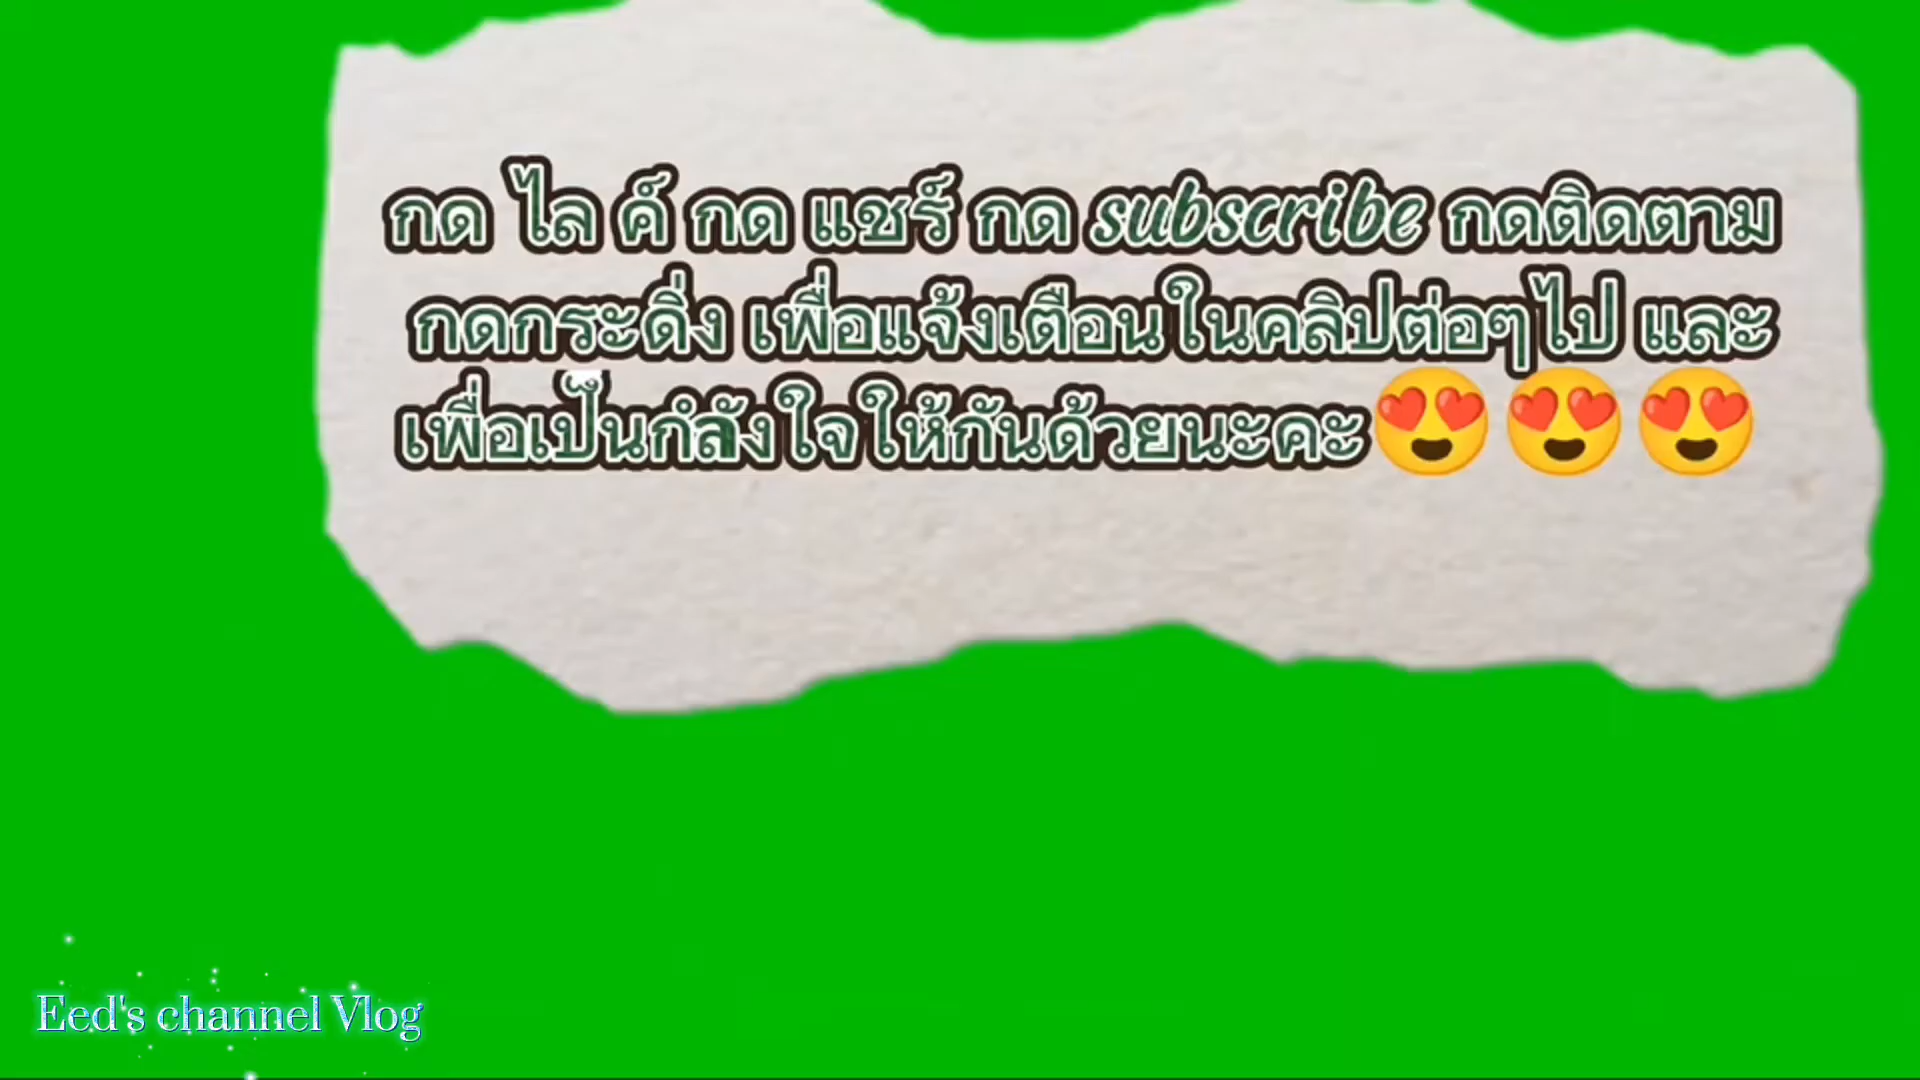 กด ไล ค์ กด แชร์ กด subscribe กดติดตาม
กดกระดิ่ง เพื่อแจ้งเตือนในคลิปต่อๆไป และ
เพื่อเป็นกำลังใจให้กันด้วยนะคะ😍😍😍
Eed's channel Vlog